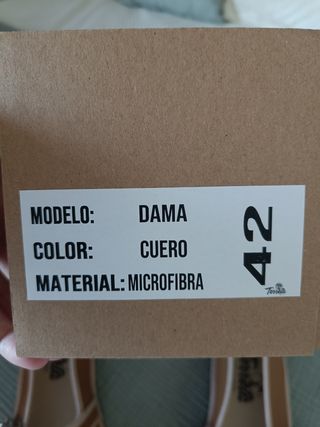 MODELO: DAMA
COLOR: CUERO
MATERIAL: MICROFIBRA
42